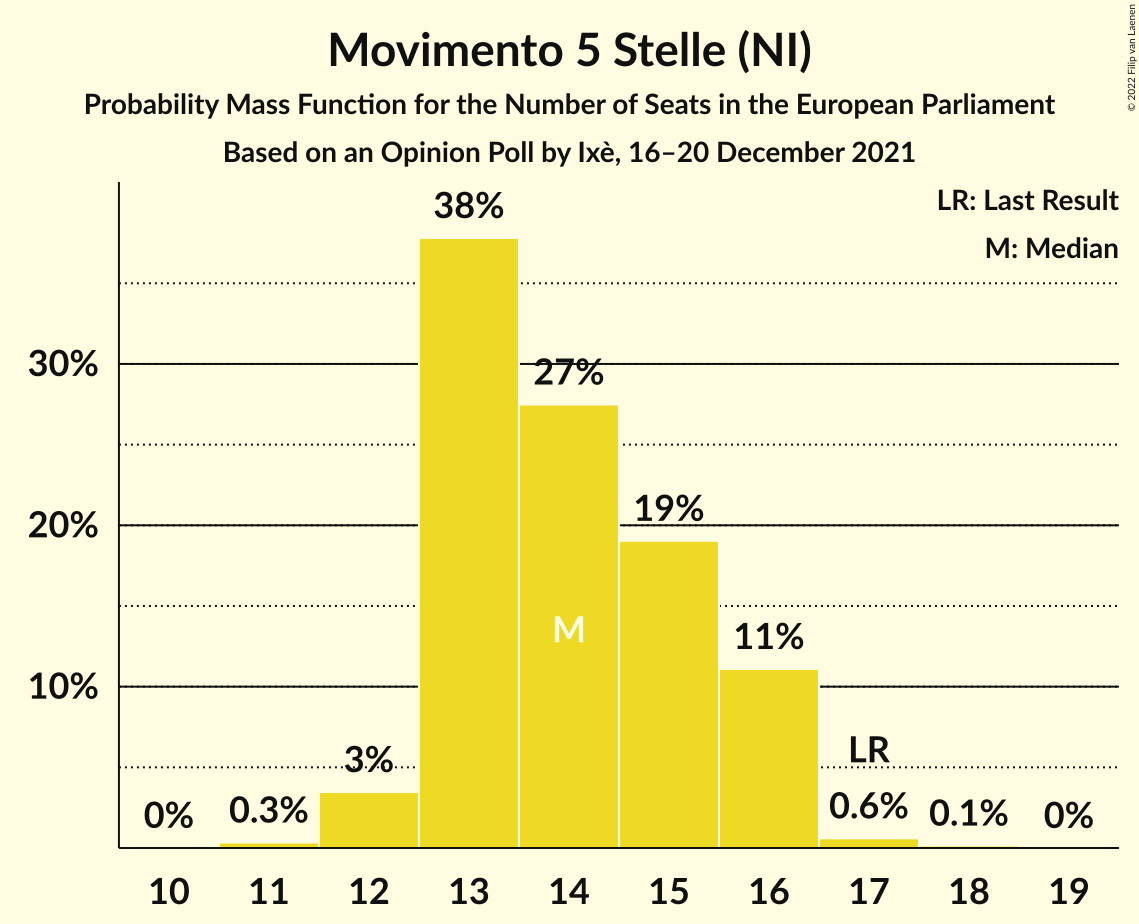 Movimento 5 Stelle (NI)
Probability Mass Function for the Number of Seats in the European Parliament
Based on an Opinion Poll by Ixè, 16–20 December 2021
© 2022 Filip van Laenen
LR: Last Result
M: Median
38%
30%
27%
20%
19%
M
11%
10%
LR
3%
0%
0.3%
0.6%
0.1%
0%
10 11 12 13 14 15 16 17 18 19